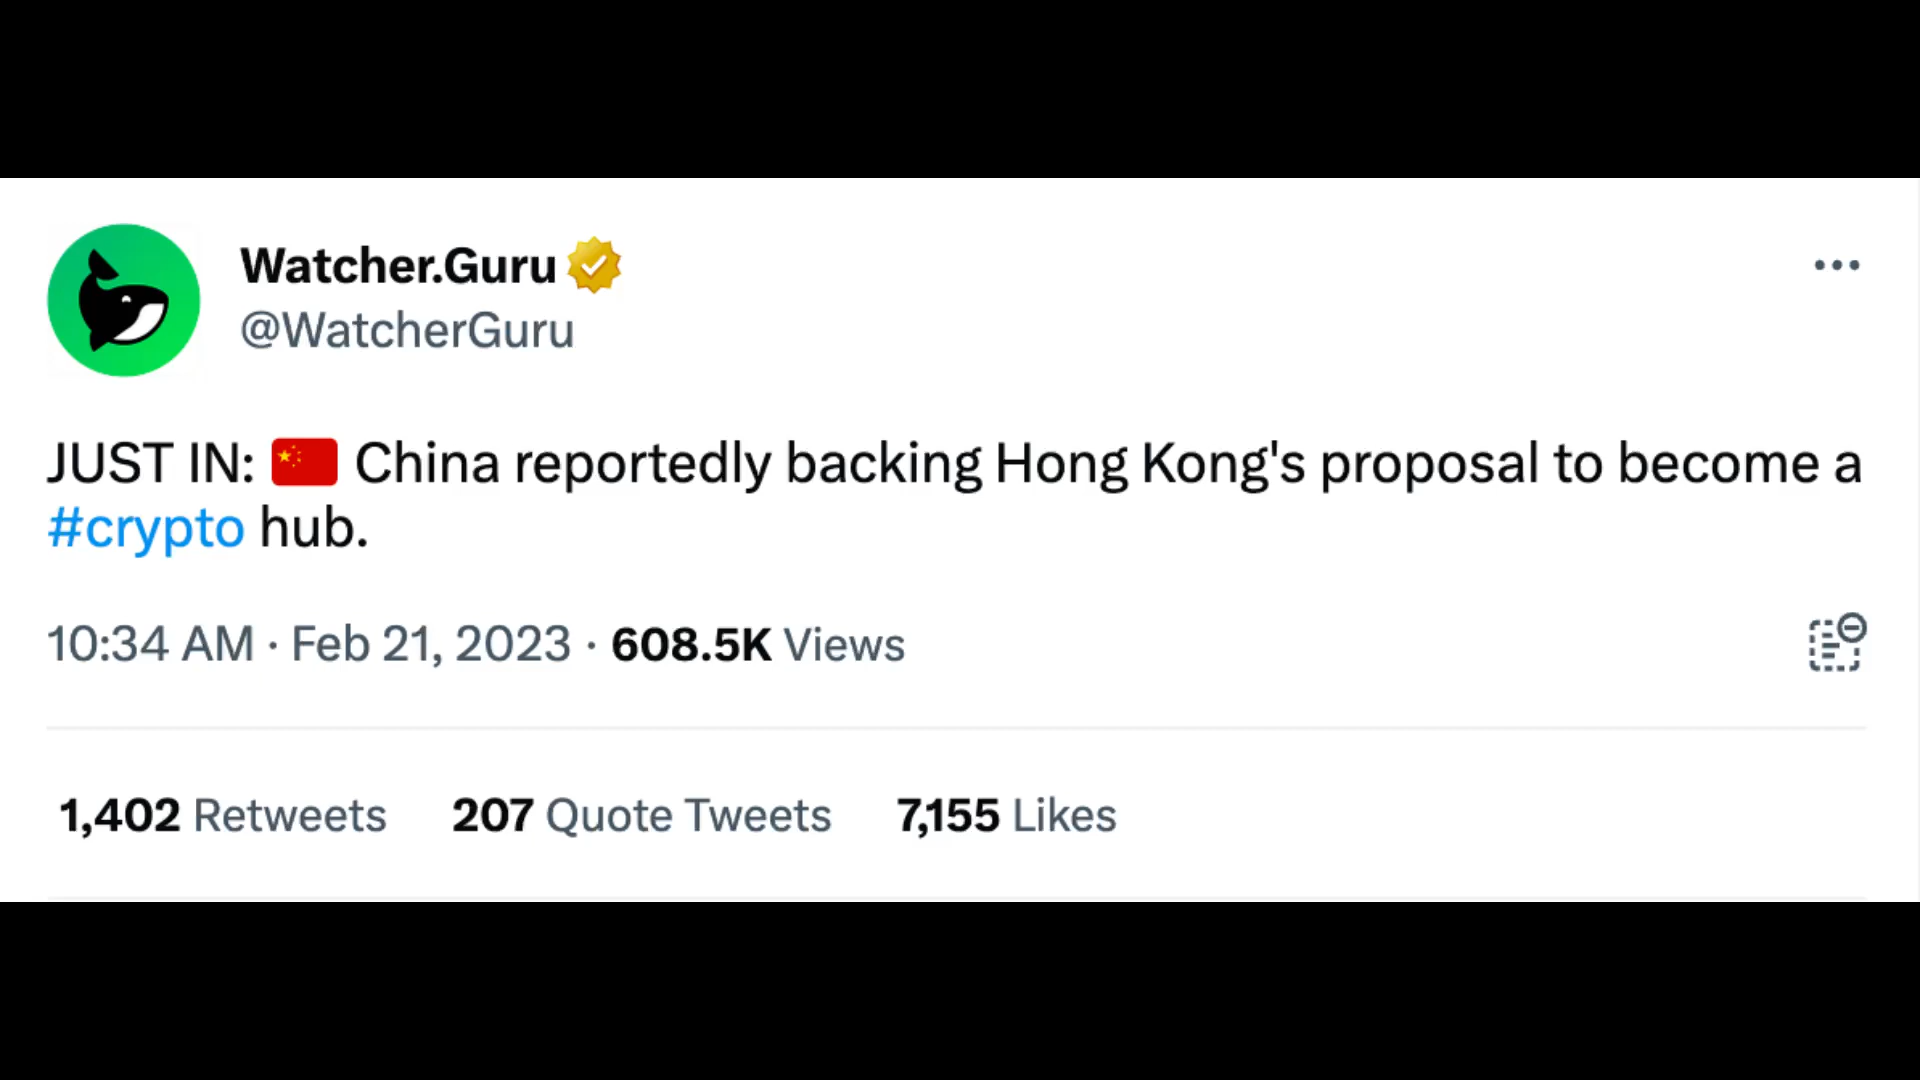 Watcher.Guru
@WatcherGuru
JUST IN: 🇨🇳 China reportedly backing Hong Kong's proposal to become a
#crypto hub.
10:34 AM · Feb 21, 2023 · 608.5K Views
1,402 Retweets 207 Quote Tweets 7,155 Likes